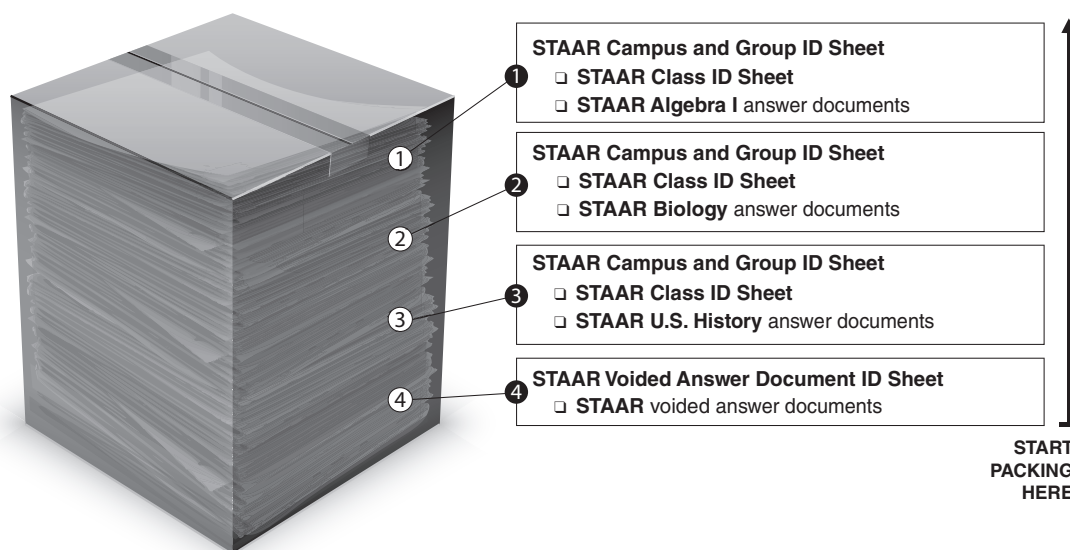 STAAR Campus and Group ID Sheet
❑ STAAR Class ID Sheet
❑ STAAR Algebra I answer documents
1
1
STAAR Campus and Group ID Sheet
❑ STAAR Class ID Sheet
❑ STAAR Biology answer documents
2
2
STAAR Campus and Group ID Sheet
❑ STAAR Class ID Sheet
❑ STAAR U.S. History answer documents
3
3
STAAR Voided Answer Document ID Sheet
❑ STAAR voided answer documents
4
4
START
PACKING
HERE